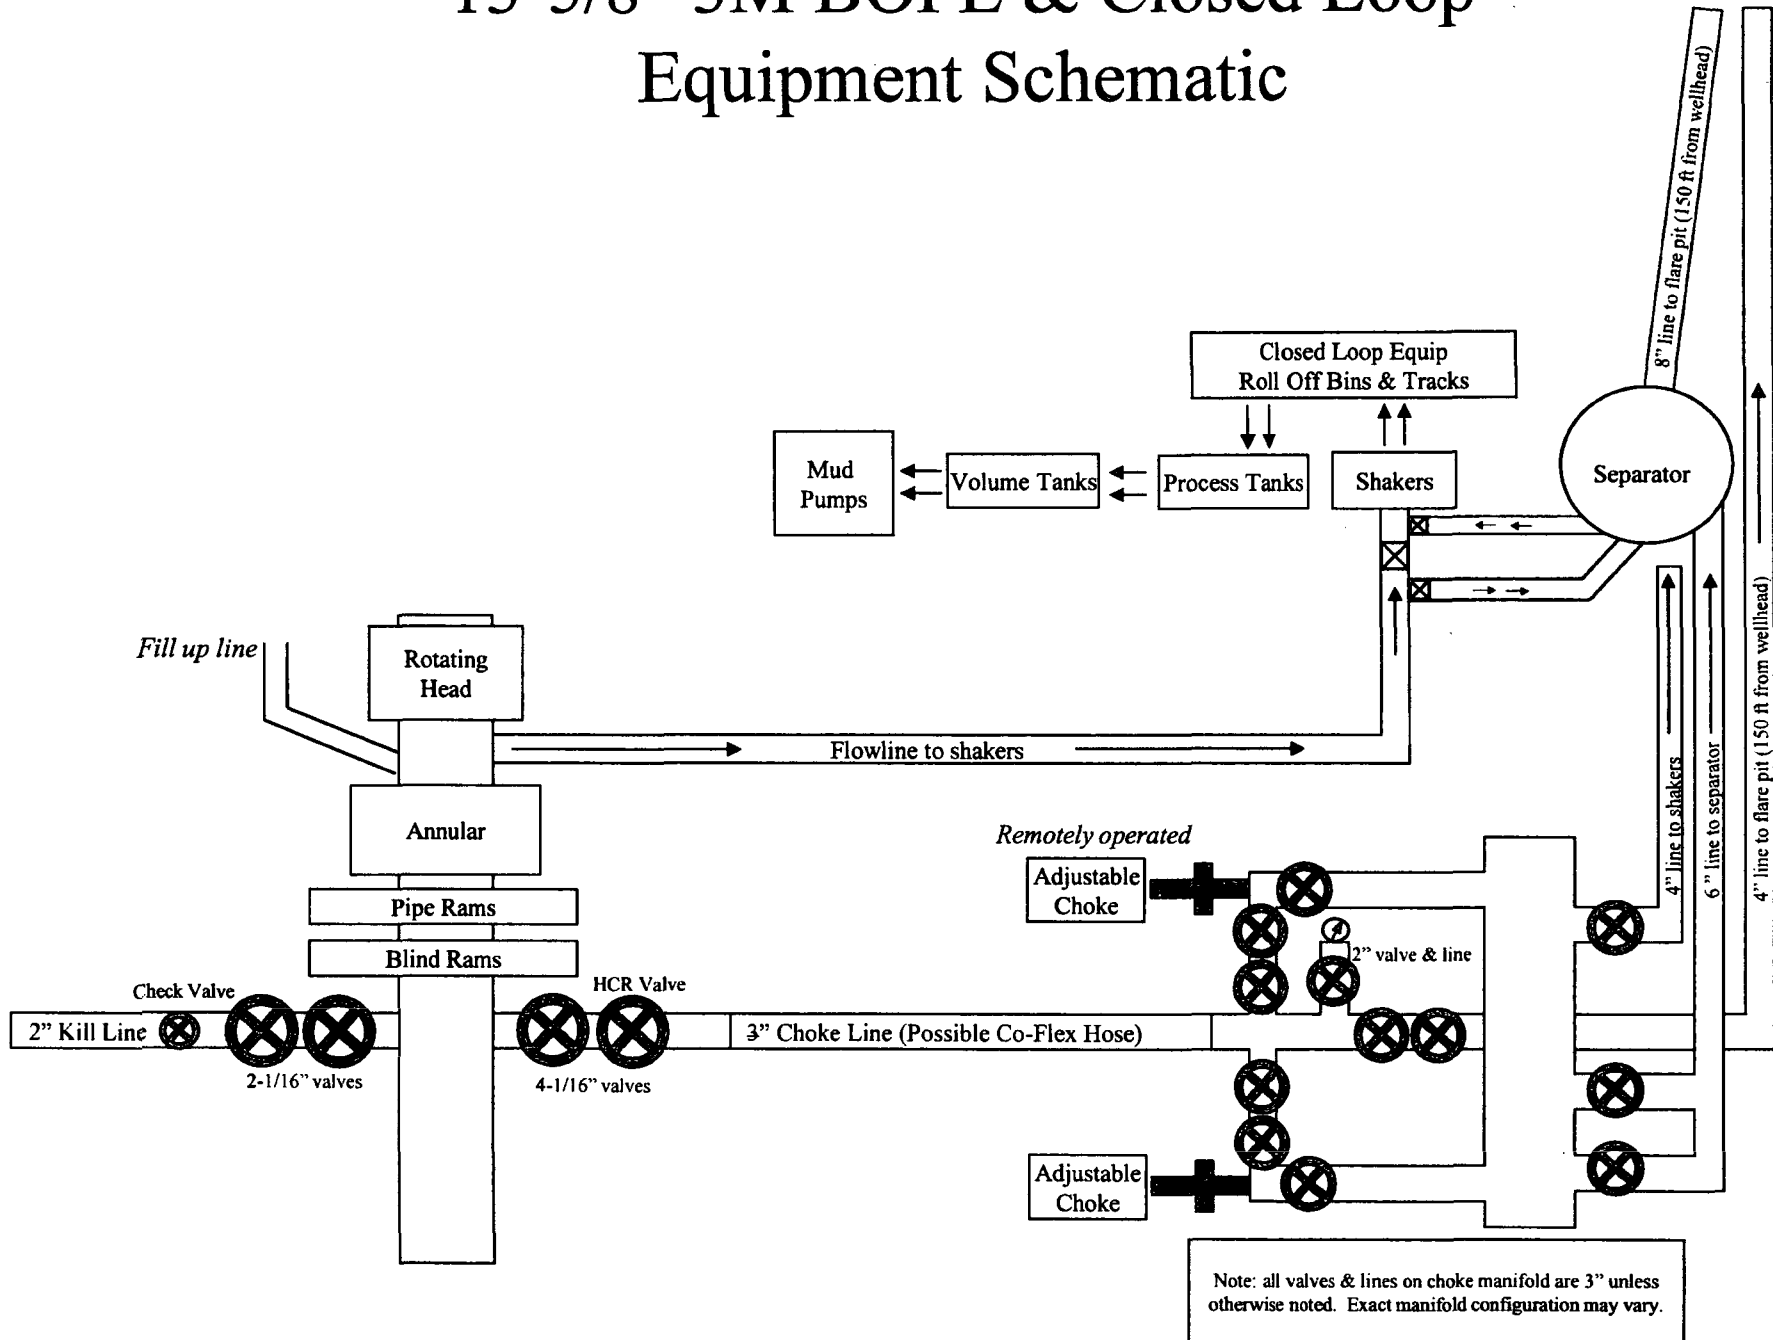 Equipment Schematic
8” line to flare pit (150 ft from wellhead)
Closed Loop Equip
Roll Off Bins & Tracks
Mud
Pumps
Volume Tanks
Process Tanks
Shakers
Separator
Fill up line
Rotating
Head
Flowline to shakers
Annular
Pipe Rams
Blind Rams
Check Valve
HCR Valve
2” Kill Line
3” Choke Line (Possible Co-Flex Hose)
2-1/16” valves
4-1/16” valves
Remotely operated
Adjustable
Choke
2” valve & line
Adjustable
Choke
4” line to shakers
6” line to separator
4” line to flare pit (150 ft from wellhead)
Note: all valves & lines on choke manifold are 3” unless
otherwise noted. Exact manifold configuration may vary.